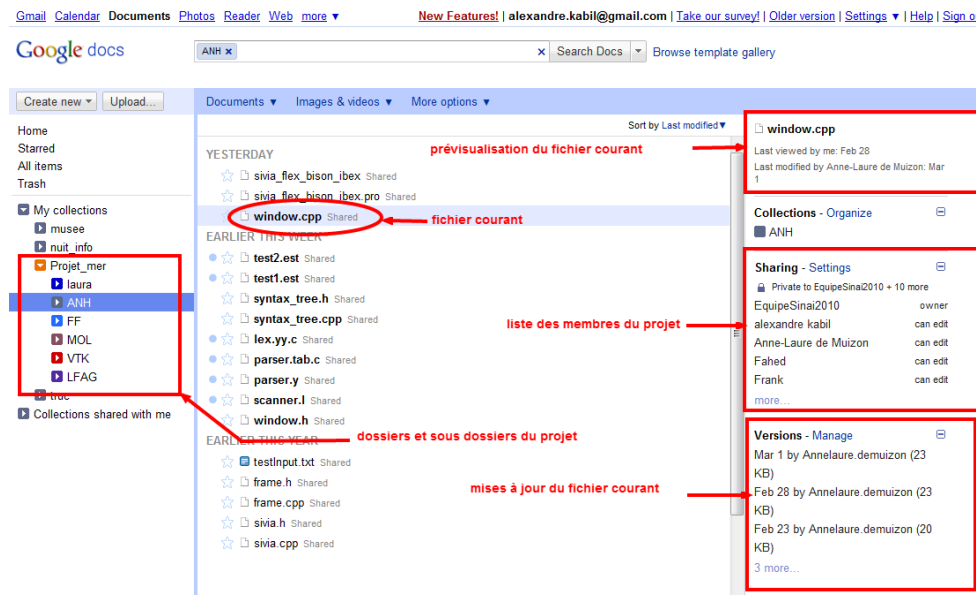 Gmail Calendar Documents Photos Reader Web more ▼
New Features! | alexandre.kabil@gmail.com | Take our survey! | Older version | Settings ▼ | Help | Sign o
Google docs
ANH × × Search Docs Browse template gallery
Create new Upload...
Documents ▼ Images & videos ▼ More options ▼
Home
Starred
All items
Trash
My collections
musee
nuit_info
Projet_mer
laura
ANH
FF
MOL
VTK
LFAG
truc
Collections shared with me
Sort by Last modified▼
YESTERDAY
sivia_flex_bison_ibex Shared
sivia_flex_bison_ibex.pro Shared
window.cpp Shared
EARLIER THIS WEEK
test2.est Shared
test1.est Shared
syntax_tree.h Shared
syntax_tree.cpp Shared
lex.yy.c Shared
parser.tab.c Shared
parser.y Shared
scanner.l Shared
window.h Shared
EARLIER THIS YEAR
testInput.txt Shared
frame.h Shared
frame.cpp Shared
sivia.h Shared
sivia.cpp Shared
prévisualisation du fichier courant
fichier courant
liste des membres du projet
dossiers et sous dossiers du projet
mises à jour du fichier courant
window.cpp
Last viewed by me: Feb 28
Last modified by Anne-Laure de Muizon: Mar
1
Collections - Organize
ANH
Sharing - Settings
Private to EquipeSinai2010 + 10 more
EquipeSinai2010 owner
alexandre kabil can edit
Anne-Laure de Muizon can edit
Fahed can edit
Frank can edit
more...
Versions - Manage
Mar 1 by Annelaure.demuizon (23
KB)
Feb 28 by Annelaure.demuizon (23
KB)
Feb 23 by Annelaure.demuizon (20
KB)
3 more...